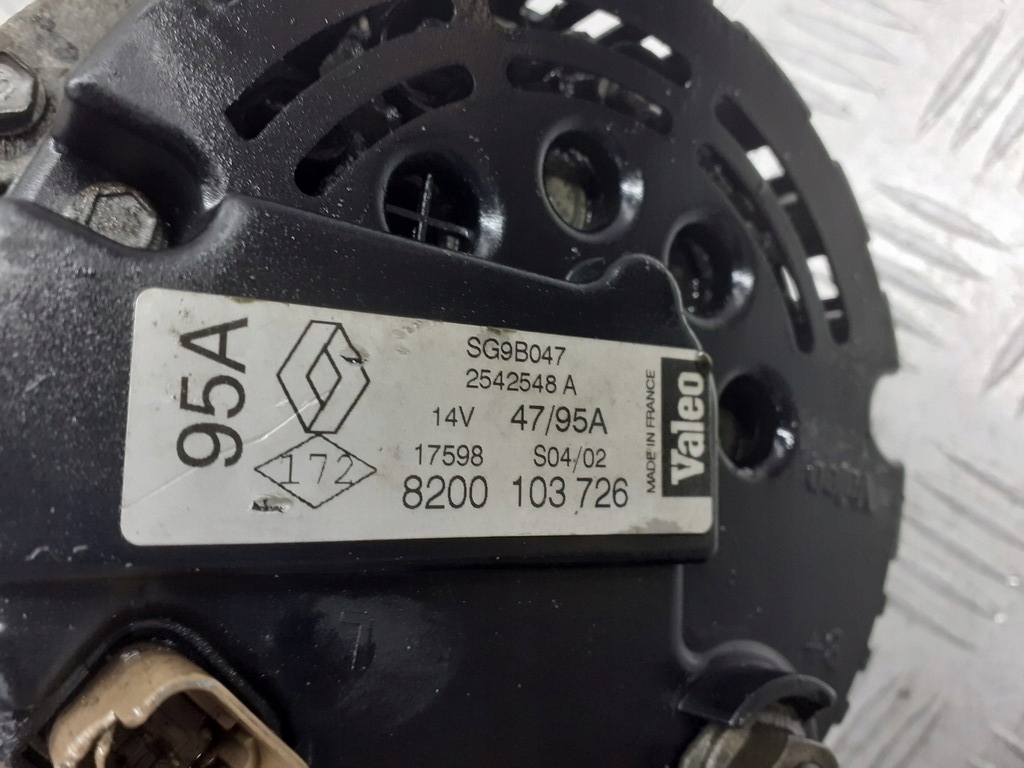 95A
172
SG9B047
2542548 A
14V 47/95A
17598 S04/02
8200 103 726
MADE IN FRANCE
Valeo